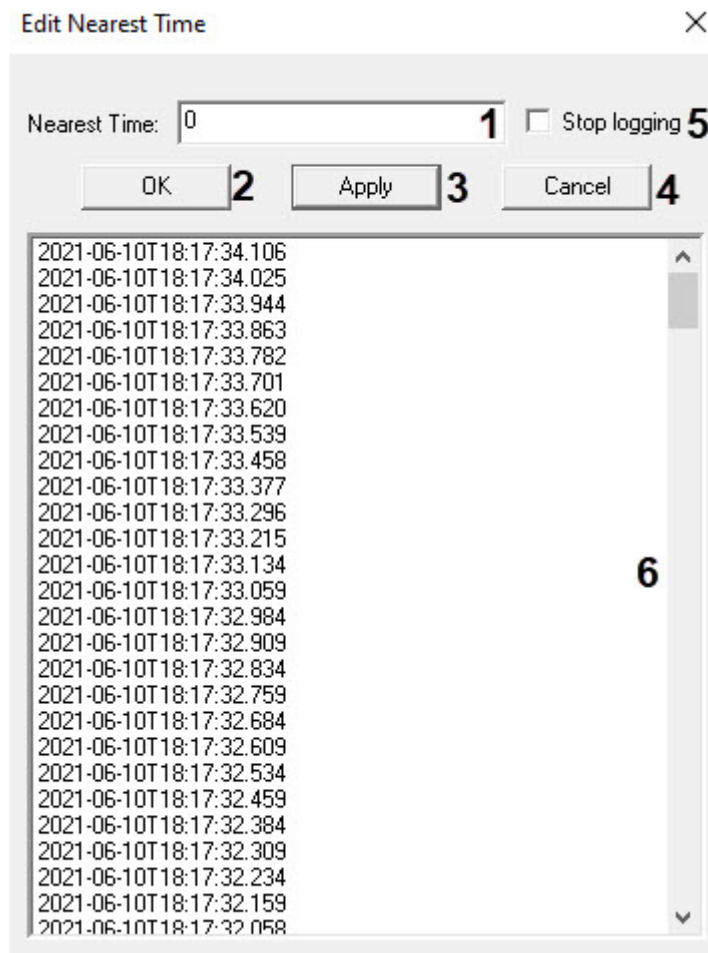 Edit Nearest Time
Nearest Time: 0 1 Stop logging 5
OK 2 Apply 3 Cancel 4
2021-06-10T18:17:34.106
2021-06-10T18:17:34.025
2021-06-10T18:17:33.944
2021-06-10T18:17:33.863
2021-06-10T18:17:33.782
2021-06-10T18:17:33.701
2021-06-10T18:17:33.620
2021-06-10T18:17:33.539
2021-06-10T18:17:33.458
2021-06-10T18:17:33.377
2021-06-10T18:17:33.296
2021-06-10T18:17:33.215
2021-06-10T18:17:33.134
6
2021-06-10T18:17:33.059
2021-06-10T18:17:32.984
2021-06-10T18:17:32.909
2021-06-10T18:17:32.834
2021-06-10T18:17:32.759
2021-06-10T18:17:32.684
2021-06-10T18:17:32.609
2021-06-10T18:17:32.534
2021-06-10T18:17:32.459
2021-06-10T18:17:32.384
2021-06-10T18:17:32.309
2021-06-10T18:17:32.234
2021-06-10T18:17:32.159
2021-06-10T18:17:32.058